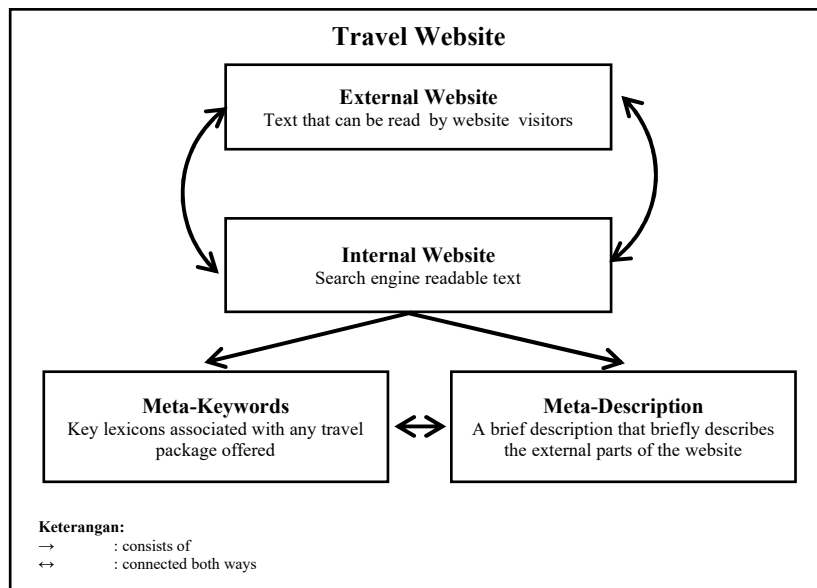 Travel Website
External Website
Text that can be read by website visitors
Internal Website
Search engine readable text
Meta-Keywords
Key lexicons associated with any travel
package offered
Meta-Description
A brief description that briefly describes
the external parts of the website
Keterangan:
→ : consists of
↔ : connected both ways